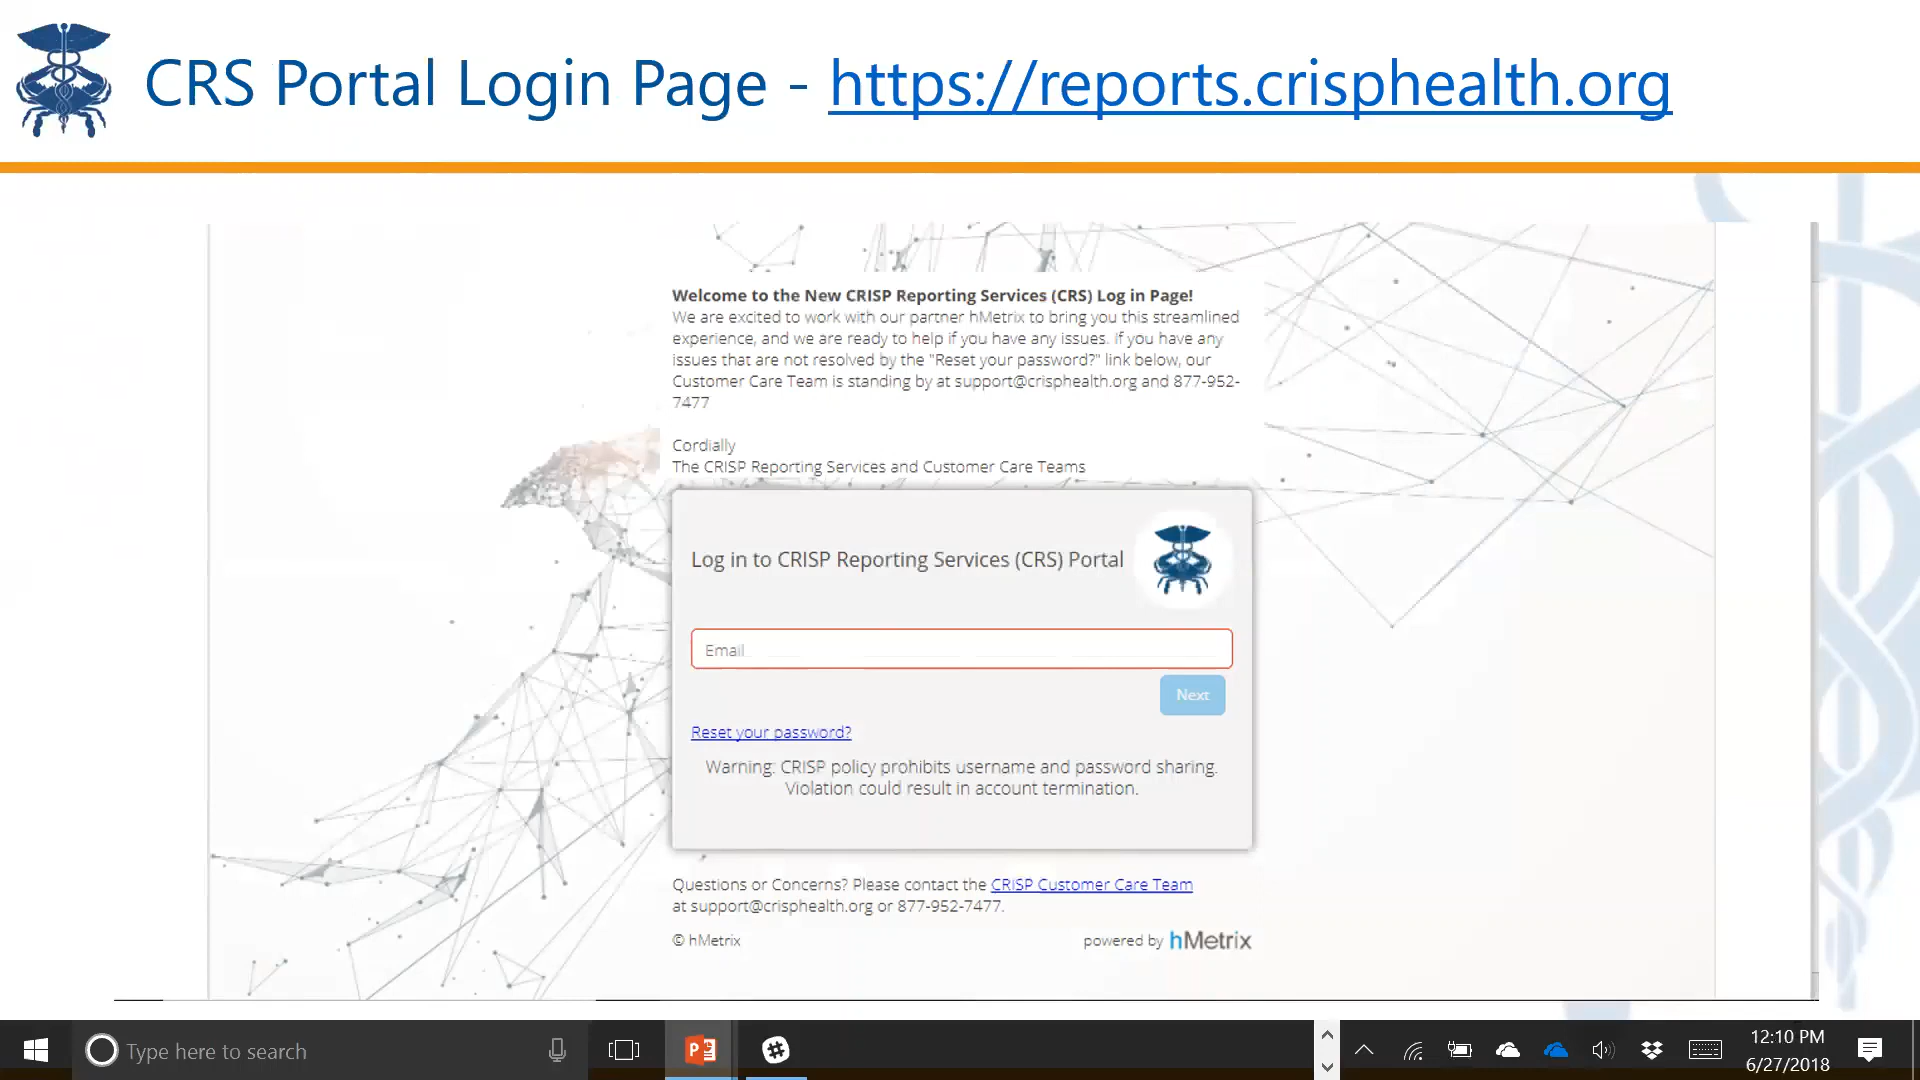 CRS Portal Login Page - https://reports.crisphealth.org
Welcome to the New CRISP Reporting Services (CRS) Log in Page!
We are excited to work with our partner hMetrix to bring you this streamlined
experience, and we are ready to help if you have any issues. if you have any
issues that are not resolved by the "Reset your password?" link below, our
Customer Care Team is standing by at support@crisphealth.org and 877-952-
7477
Cordially
The CRISP Reporting Services and Customer Care Teams
Log in to CRISP Reporting Services (CRS) Portal
Email
Next
Reset your password?
Warning: CRISP policy prohibits username and password sharing.
Violation could result in account termination.
Questions or Concerns? Please contact the CRISP Customer Care Team
at support@crisphealth.org or 877-952-7477.
© hMetrix
powered by hMetrix
Type here to search
12:10 PM
6/27/2018